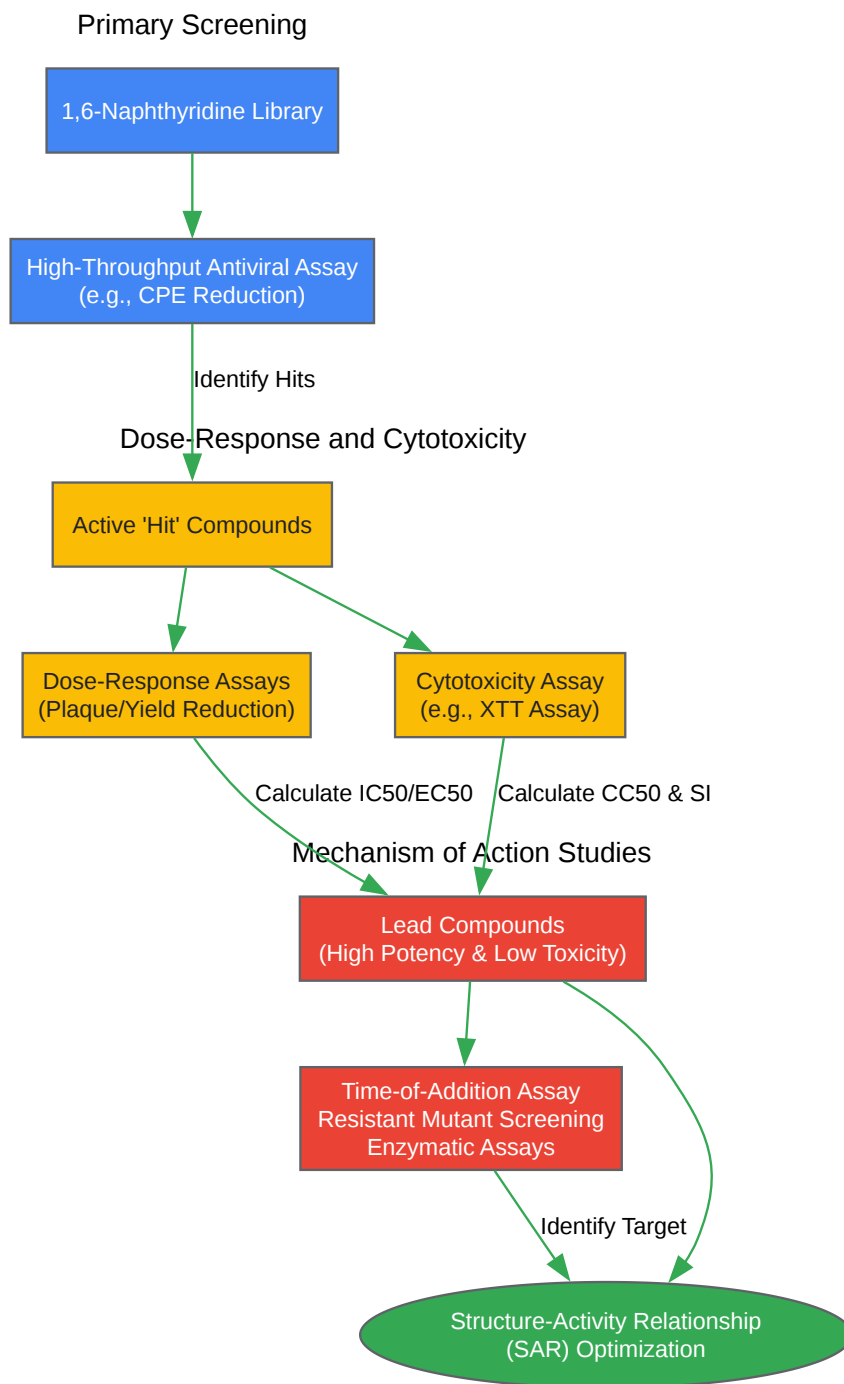 Primary Screening
1,6-Naphthyridine Library
High-Throughput Antiviral Assay
(e.g., CPE Reduction)
Identify Hits
Dose-Response and Cytotoxicity
Active 'Hit' Compounds
Dose-Response Assays
(Plaque/Yield Reduction)
Cytotoxicity Assay
(e.g., XTT Assay)
Calculate IC50/EC50
Calculate CC50 & SI
Mechanism of Action Studies
Lead Compounds
(High Potency & Low Toxicity)
Time-of-Addition Assay
Resistant Mutant Screening
Enzymatic Assays
Identify Target
Structure-Activity Relationship
(SAR) Optimization